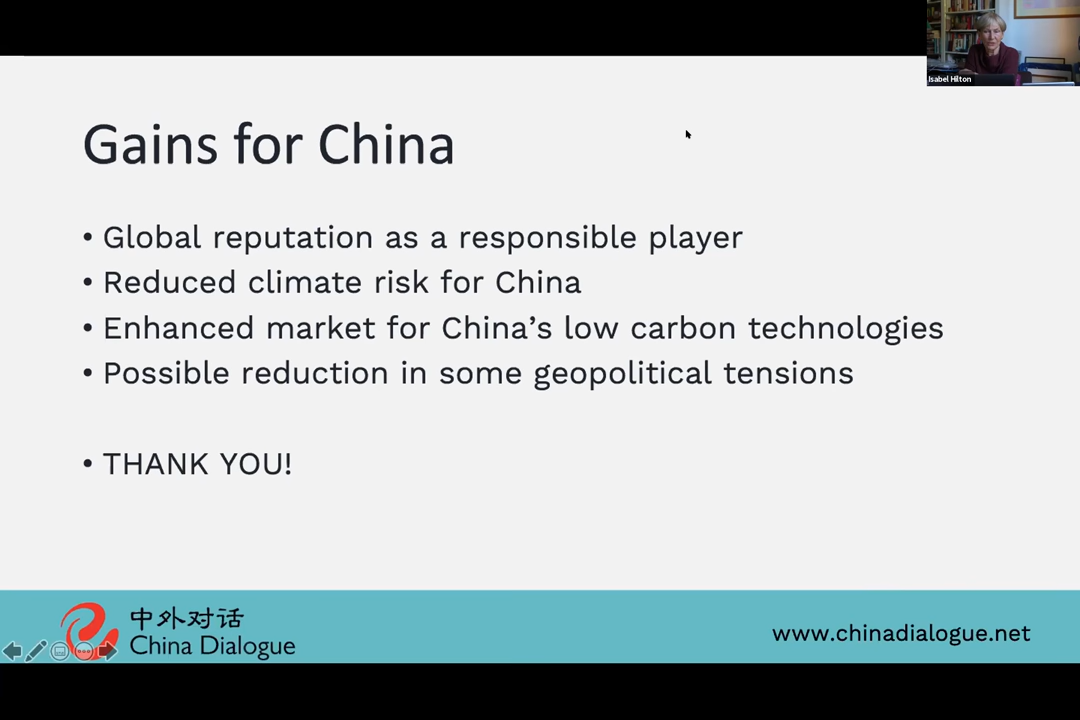 Isabel Hilton
Gains for China
• Global reputation as a responsible player
• Reduced climate risk for China
• Enhanced market for China’s low carbon technologies
• Possible reduction in some geopolitical tensions
• THANK YOU!
中外对话
China Dialogue
www.chinadialogue.net